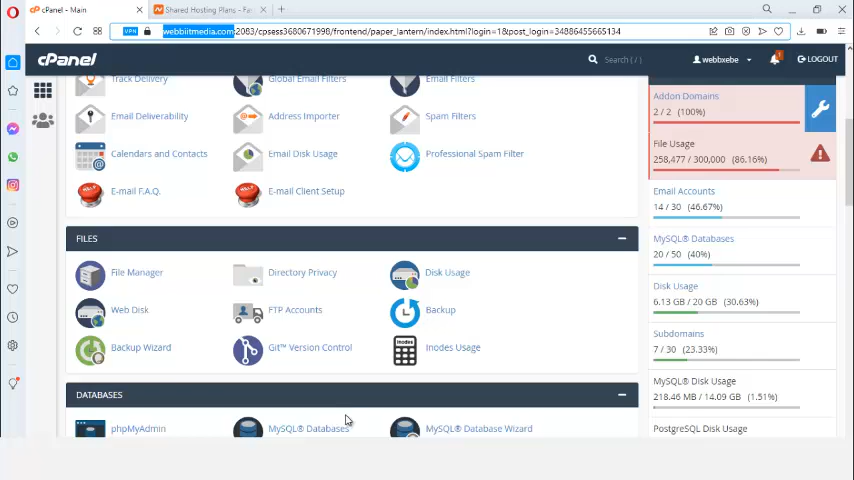 cPanel - Main
Shared Hosting Plans - Fas
VPN
webbiitmedia.com:2083/cpsess3680671998/frontend/paper_lantern/index.html?login=1&post_login=34886455665134
cPanel
Search ( / )
webbxebe
1
LOGOUT
Track Delivery
Global Email Filters
Email Filters
Email Deliverability
Address Importer
Spam Filters
Calendars and Contacts
Email Disk Usage
Professional Spam Filter
E-mail F.A.Q.
E-mail Client Setup
FILES
File Manager
Directory Privacy
Disk Usage
Web Disk
FTP Accounts
Backup
Backup Wizard
Git™ Version Control
Inodes
Inodes Usage
DATABASES
phpMyAdmin
MySQL® Databases
MySQL® Database Wizard
Addon Domains
2 / 2 (100%)
File Usage
258,477 / 300,000 (86.16%)
Email Accounts
14 / 30 (46.67%)
MySQL® Databases
20 / 50 (40%)
Disk Usage
6.13 GB / 20 GB (30.63%)
Subdomains
7 / 30 (23.33%)
MySQL® Disk Usage
218.46 MB / 14.09 GB (1.51%)
PostgreSQL Disk Usage